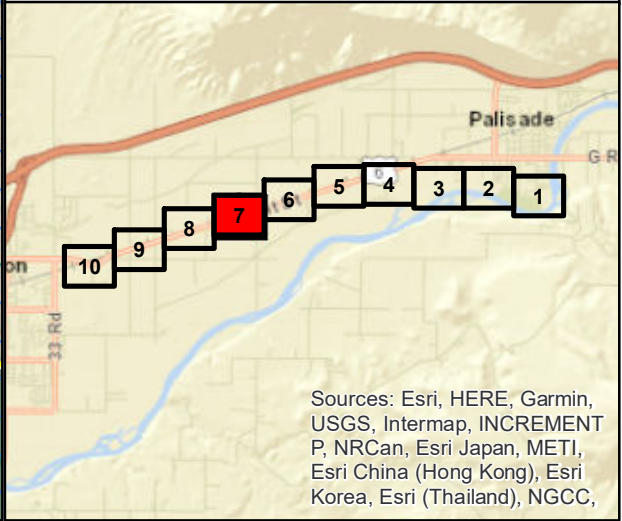 Palisade
G R
6
1
2
3
4
5
6
7
8
9
10
on
33 Rd
Sources: Esri, HERE, Garmin,
USGS, Intermap, INCREMENT
P, NRCan, Esri Japan, METI,
Esri China (Hong Kong), Esri
Korea, Esri (Thailand), NGCC,